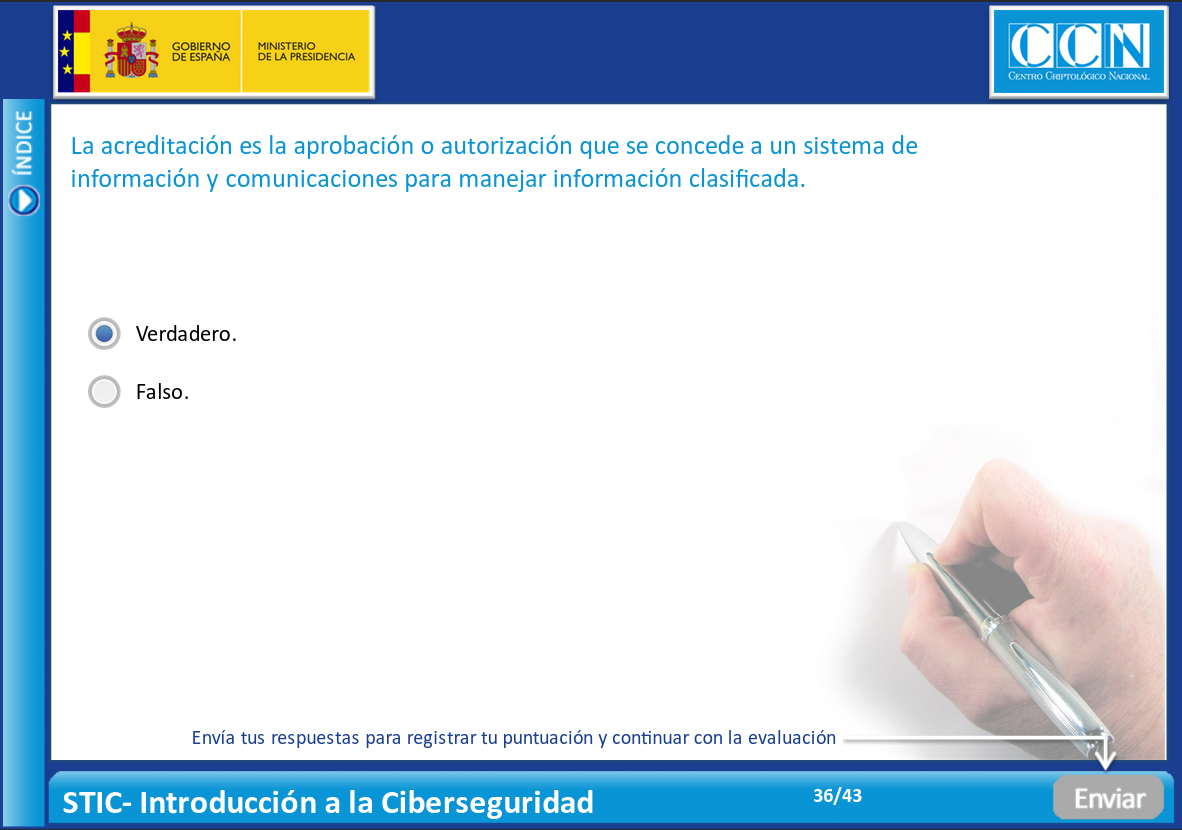 GOBIERNO
DE ESPAÑA
MINISTERIO
DE LA PRESIDENCIA
CCN
CENTRO CRIPTOLÓGICO NACIONAL
ÍNDICE
La acreditación es la aprobación o autorización que se concede a un sistema de
información y comunicaciones para manejar información clasificada.
Verdadero.
Falso.
Envía tus respuestas para registrar tu puntuación y continuar con la evaluación
STIC- Introducción a la Ciberseguridad
36/43
Enviar